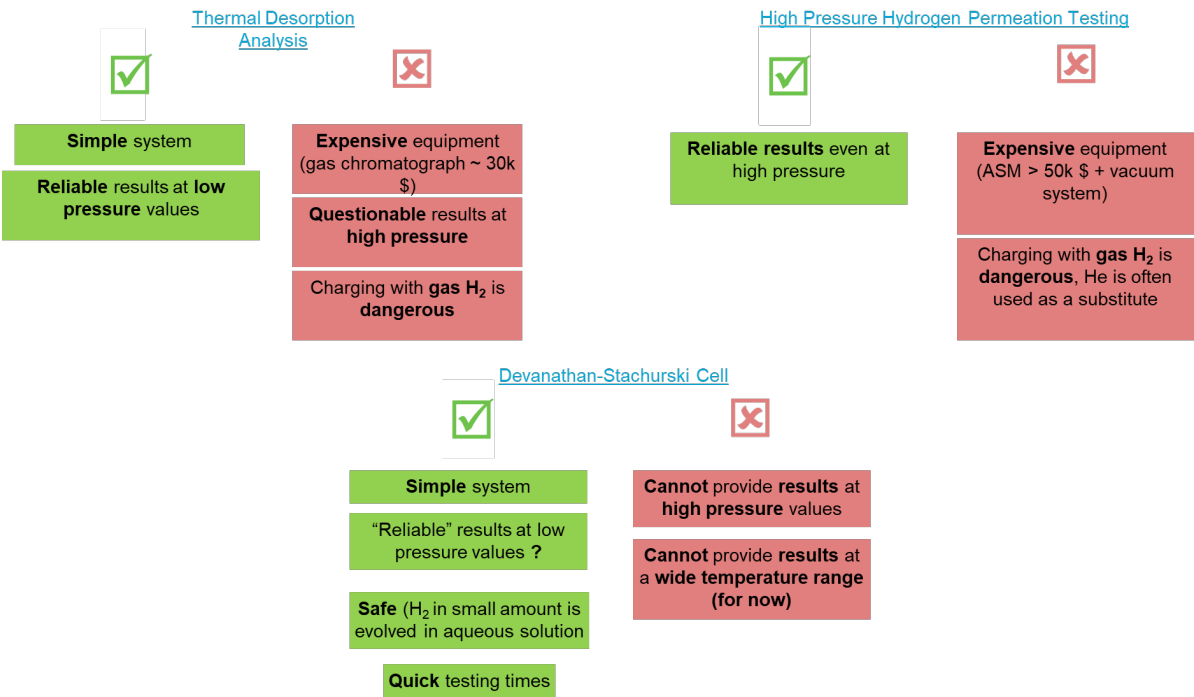 Thermal Desorption
Analysis
Simple system
Reliable results at low
pressure values
Expensive equipment
(gas chromatograph ~ 30k
$)
Questionable results at
high pressure
Charging with gas H₂ is
dangerous
High Pressure Hydrogen Permeation Testing
Reliable results even at
high pressure
Expensive equipment
(ASM > 50k $ + vacuum
system)
Charging with gas H₂ is
dangerous, He is often
used as a substitute
Devanathan-Stachurski Cell
Simple system
“Reliable” results at low
pressure values ?
Safe (H₂ in small amount is
evolved in aqueous solution
Quick testing times
Cannot provide results at
high pressure values
Cannot provide results at
a wide temperature range
(for now)